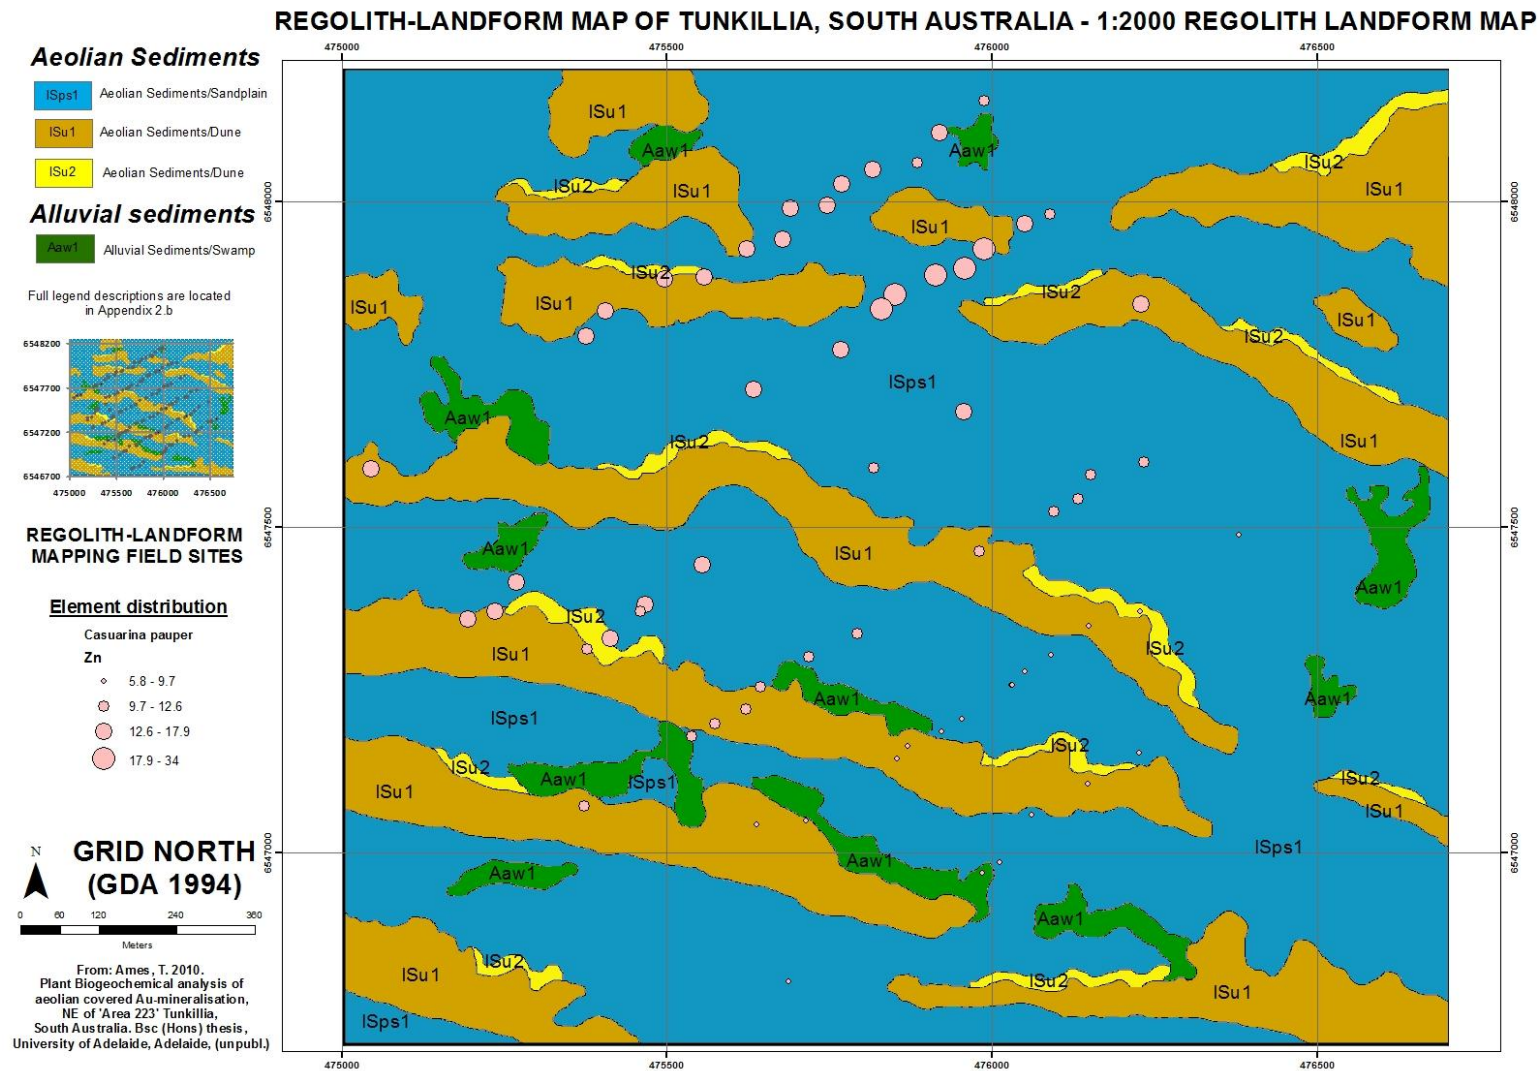 REGOLITH-LANDFORM MAP OF TUNKILLIA, SOUTH AUSTRALIA - 1:2000 REGOLITH LANDFORM MAP
Aeolian Sediments
ISps1 Aeolian Sediments/Sandplain
ISu1 Aeolian Sediments/Dune
ISu2 Aeolian Sediments/Dune
Alluvial sediments
Aaw1 Alluvial Sediments/Swamp
Full legend descriptions are located
in Appendix 2.b
6548200
6547700
6547200
6546700
475000 475500 476000 476500
REGOLITH-LANDFORM
MAPPING FIELD SITES
Element distribution
Casuarina pauper
Zn
5.8 - 9.7
9.7 - 12.6
12.6 - 17.9
17.9 - 34
N
GRID NORTH
(GDA 1994)
0 60 120 240 360
Meters
From: Ames, T. 2010.
Plant Biogeochemical analysis of
aeolian covered Au-mineralisation,
NE of 'Area 223' Tunkillia,
South Australia. Bsc (Hons) thesis,
University of Adelaide, Adelaide, (unpubl.)
475000 475500 476000 476500
ISu1
Aaw1 Aaw1
ISu2
ISu2 ISu1 ISu1
6548000 6548000
ISu1
ISu2
ISu2
ISu1 ISu1 ISu1
ISu2
ISps1
Aaw1
ISu2 ISu1
6547500 6547500
Aaw1 ISu1
Aaw1
ISu2
ISu1 ISu2
Aaw1 Aaw1
ISps1
ISu2
ISu2 Aaw1 ISps1 ISu2
ISu1 ISu1
6547000 6547000
ISps1
Aaw1
Aaw1
Aaw1
ISu2
ISu1 ISu2
ISu1
ISps1
475000 475500 476000 476500